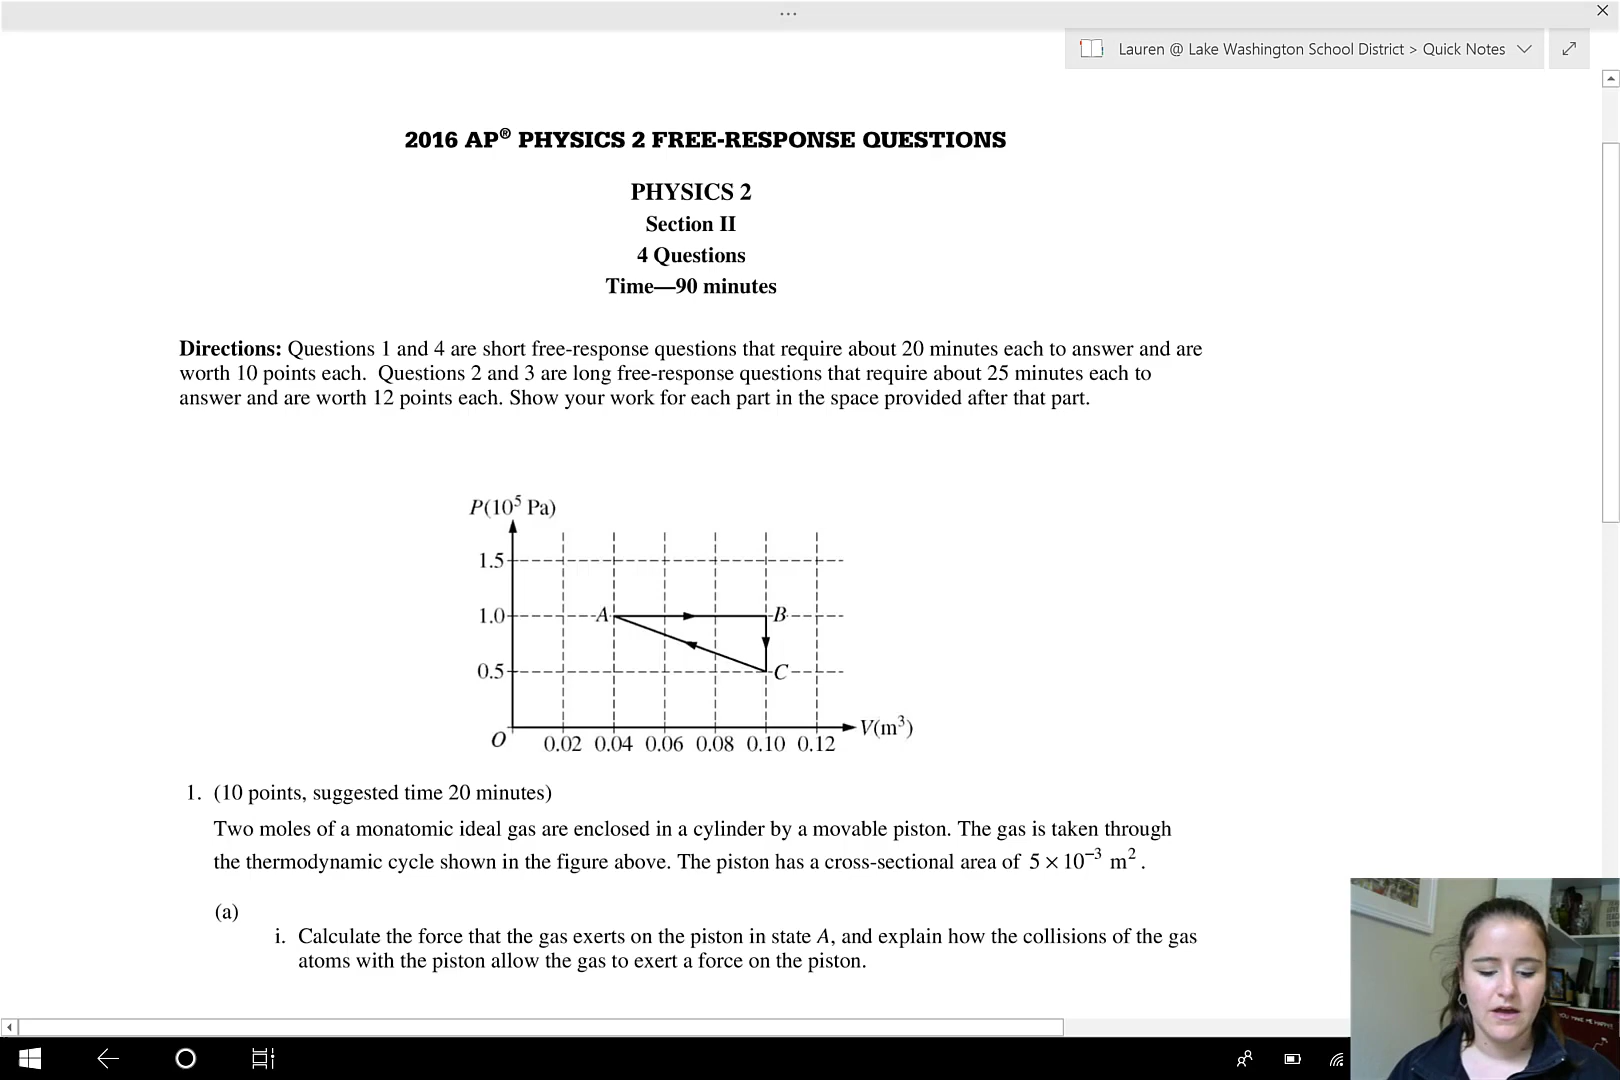 Lauren @ Lake Washington School District > Quick Notes
2016 AP® PHYSICS 2 FREE-RESPONSE QUESTIONS
PHYSICS 2
Section II
4 Questions
Time—90 minutes
Directions: Questions 1 and 4 are short free-response questions that require about 20 minutes each to answer and are
worth 10 points each. Questions 2 and 3 are long free-response questions that require about 25 minutes each to
answer and are worth 12 points each. Show your work for each part in the space provided after that part.
P(10⁵ Pa)
1.5
1.0 A B
0.5 C
O V(m³)
0.02 0.04 0.06 0.08 0.10 0.12
1. (10 points, suggested time 20 minutes)
Two moles of a monatomic ideal gas are enclosed in a cylinder by a movable piston. The gas is taken through
the thermodynamic cycle shown in the figure above. The piston has a cross-sectional area of 5 × 10⁻³ m².
(a)
i. Calculate the force that the gas exerts on the piston in state A, and explain how the collisions of the gas
atoms with the piston allow the gas to exert a force on the piston.